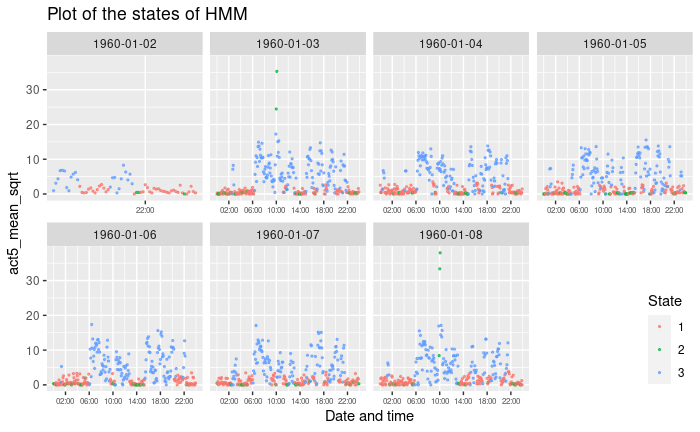 Plot of the states of HMM
1960-01-02 1960-01-03 1960-01-04 1960-01-05
act5_mean_sqrt
30
20
10
0
22:00 02:00 06:00 10:00 14:00 18:00 22:00 02:00 06:00 10:00 14:00 18:00 22:00 02:00 06:00 10:00 14:00 18:00 22:00
1960-01-06 1960-01-07 1960-01-08
30
20
10
0
02:00 06:00 10:00 14:00 18:00 22:00 02:00 06:00 10:00 14:00 18:00 22:00 02:00 06:00 10:00 14:00 18:00 22:00
Date and time
State
1
2
3